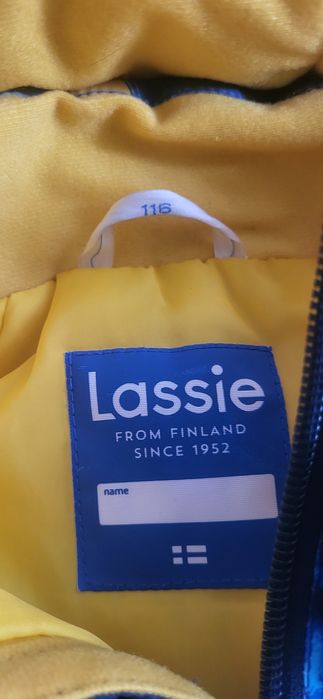 116
Lassie
FROM FINLAND
SINCE 1952
name